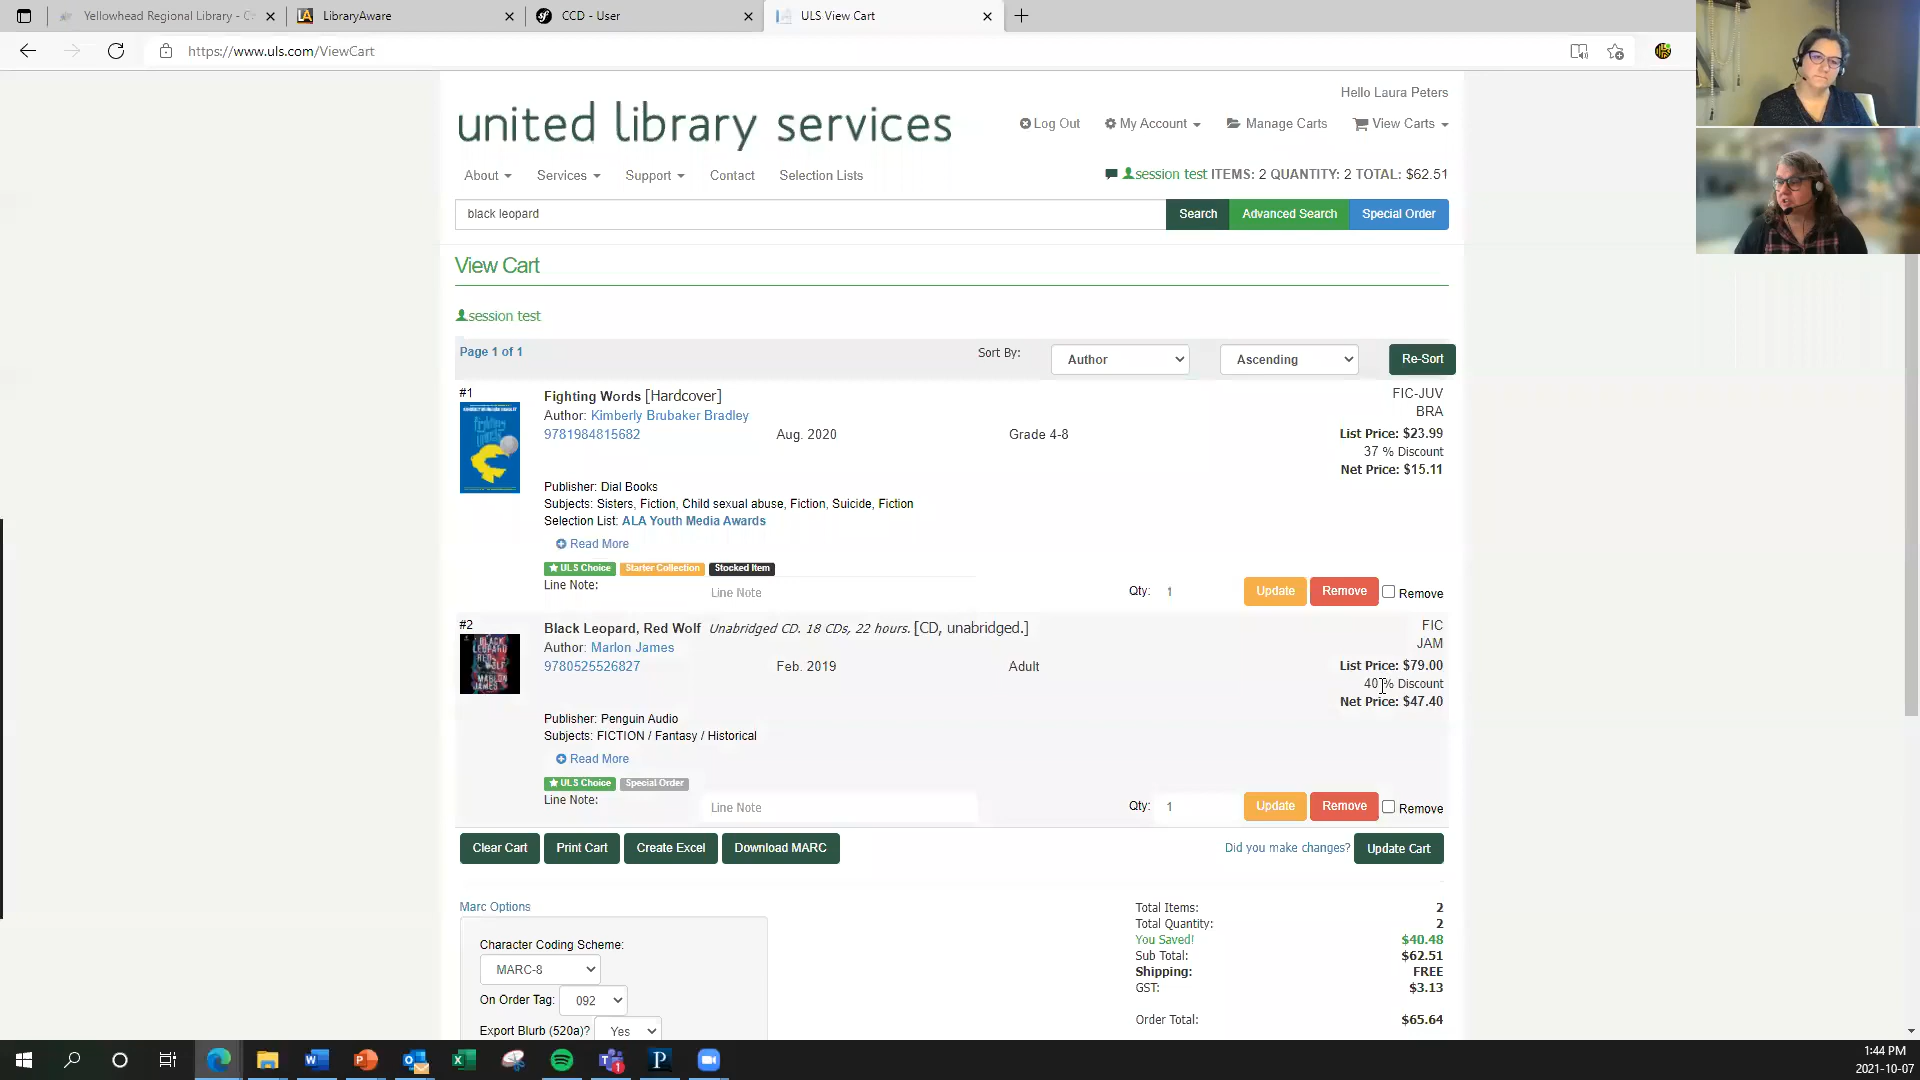 Yellowhead Regional Library - C
LibraryAware
CCD - User
ULS View Cart
https://www.uls.com/ViewCart
Hello Laura Peters
united library services
Log Out
My Account
Manage Carts
View Carts
About
Services
Support
Contact
Selection Lists
session test ITEMS: 2 QUANTITY: 2 TOTAL: $62.51
black leopard
Search
Advanced Search
Special Order
View Cart
session test
Page 1 of 1
Sort By:
Author
Ascending
Re-Sort
#1
Fighting Words [Hardcover]
FIC-JUV
Author: Kimberly Brubaker Bradley
BRA
9781984815682
Aug. 2020
Grade 4-8
List Price: $23.99
37 % Discount
Net Price: $15.11
Publisher: Dial Books
Subjects: Sisters, Fiction, Child sexual abuse, Fiction, Suicide, Fiction
Selection List: ALA Youth Media Awards
Read More
ULS Choice
Starter Collection
Stocked Item
Line Note:
Line Note
Qty: 1
Update
Remove
Remove
#2
BLACK
LEOPARD
RED
WOLF
MARLON
JAMES
Black Leopard, Red Wolf Unabridged CD. 18 CDs, 22 hours. [CD, unabridged.]
FIC
Author: Marlon James
JAM
9780525526827
Feb. 2019
Adult
List Price: $79.00
40 % Discount
Net Price: $47.40
Publisher: Penguin Audio
Subjects: FICTION / Fantasy / Historical
Read More
ULS Choice
Special Order
Line Note:
Line Note
Qty: 1
Update
Remove
Remove
Clear Cart
Print Cart
Create Excel
Download MARC
Did you make changes?
Update Cart
Marc Options
Character Coding Scheme:
MARC-8
On Order Tag: 092
Export Blurb (520a)? Yes
Total Items: 2
Total Quantity: 2
You Saved! $40.48
Sub Total: $62.51
Shipping: FREE
GST: $3.13
Order Total: $65.64
1:44 PM
2021-10-07